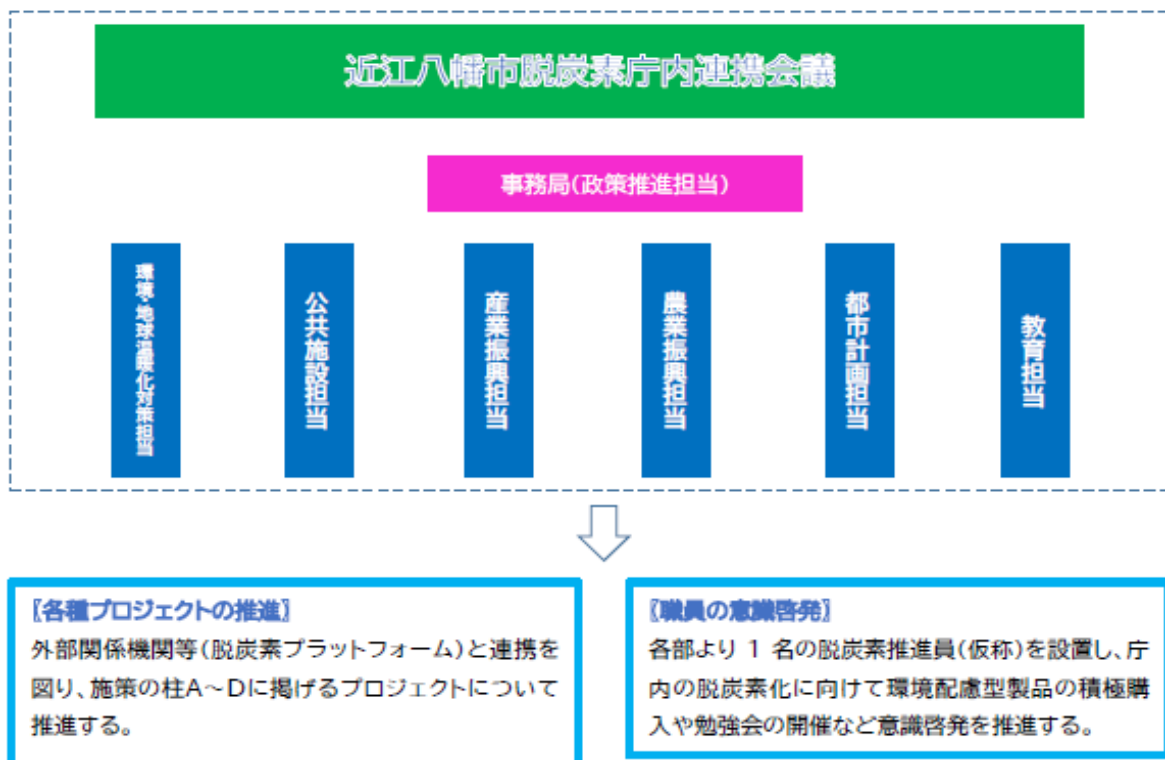 近江八幡市脱炭素庁内連携会議
事務局(政策推進担当)
環境・地球温暖化対策担当
公共施設担当
産業振興担当
農業振興担当
都市計画担当
教育担当
〖各種プロジェクトの推進〗
外部関係機関等(脱炭素プラットフォーム)と連携を
図り、施策の柱A～Dに掲げるプロジェクトについて
推進する。
〖職員の意識啓発〗
各部より 1 名の脱炭素推進員(仮称)を設置し、庁
内の脱炭素化に向けて環境配慮型製品の積極購
入や勉強会の開催など意識啓発を推進する。